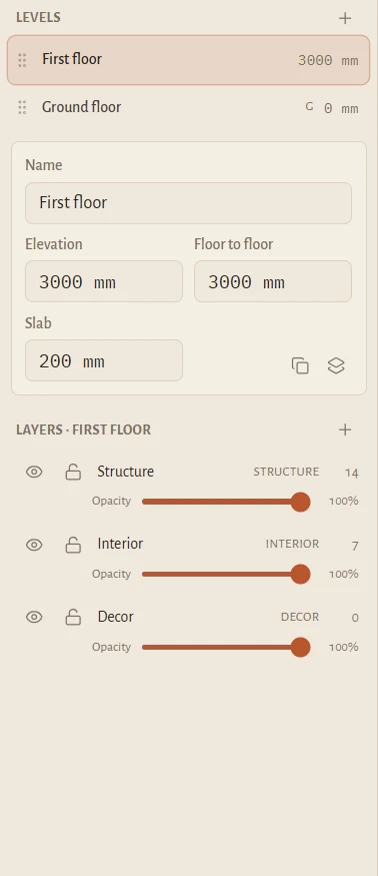 LEVELS
First floor 3000 mm
Ground floor G 0 mm
Name
First floor
Elevation Floor to floor
3000 mm 3000 mm
Slab
200 mm
LAYERS · FIRST FLOOR
Structure STRUCTURE 14
Opacity 100%
Interior INTERIOR 7
Opacity 100%
Decor DECOR 0
Opacity 100%